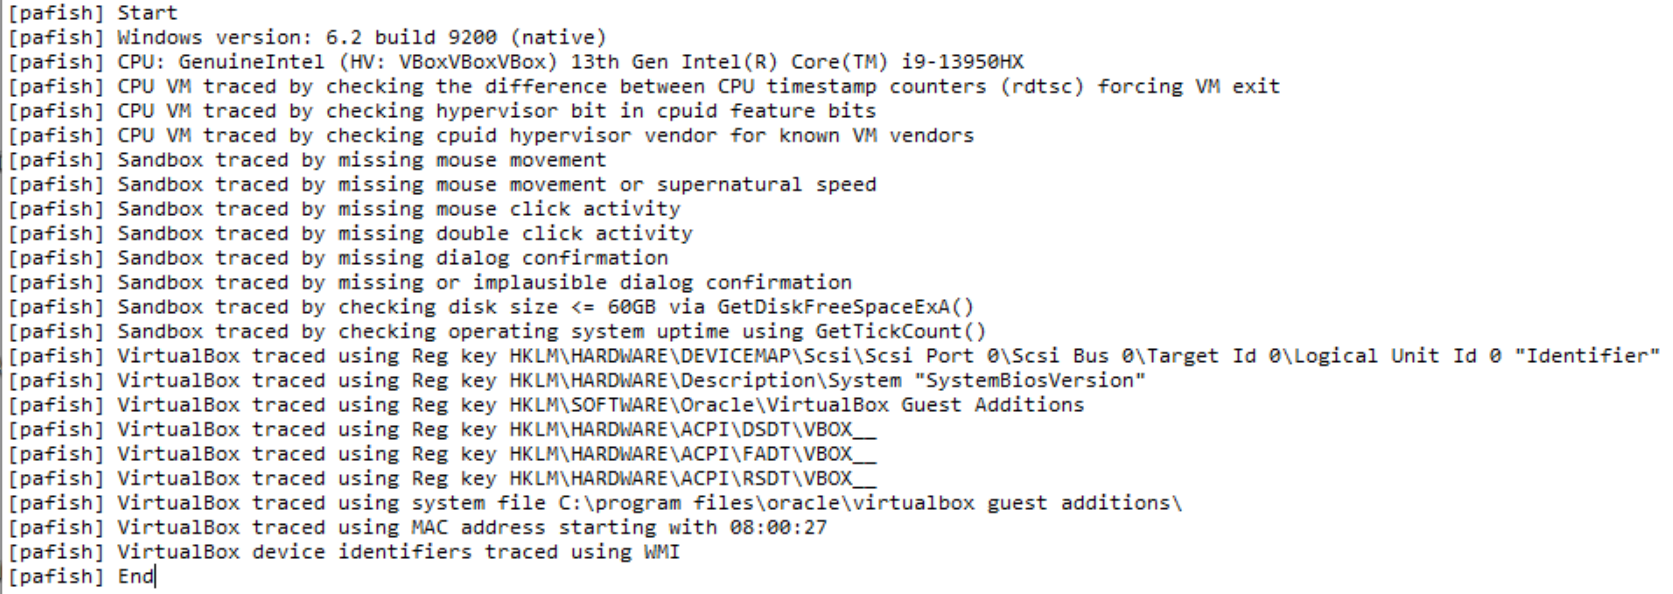 [pafish] Start
[pafish] Windows version: 6.2 build 9200 (native)
[pafish] CPU: GenuineIntel (HV: VBoxVBoxVBox) 13th Gen Intel(R) Core(TM) i9-13950HX
[pafish] CPU VM traced by checking the difference between CPU timestamp counters (rdtsc) forcing VM exit
[pafish] CPU VM traced by checking hypervisor bit in cpuid feature bits
[pafish] CPU VM traced by checking cpuid hypervisor vendor for known VM vendors
[pafish] Sandbox traced by missing mouse movement
[pafish] Sandbox traced by missing mouse movement or supernatural speed
[pafish] Sandbox traced by missing mouse click activity
[pafish] Sandbox traced by missing double click activity
[pafish] Sandbox traced by missing dialog confirmation
[pafish] Sandbox traced by missing or implausible dialog confirmation
[pafish] Sandbox traced by checking disk size <= 60GB via GetDiskFreeSpaceExA()
[pafish] Sandbox traced by checking operating system uptime using GetTickCount()
[pafish] VirtualBox traced using Reg key HKLM\HARDWARE\DEVICEMAP\Scsi\Scsi Port 0\Scsi Bus 0\Target Id 0\Logical Unit Id 0 "Identifier"
[pafish] VirtualBox traced using Reg key HKLM\HARDWARE\Description\System "SystemBiosVersion"
[pafish] VirtualBox traced using Reg key HKLM\SOFTWARE\Oracle\VirtualBox Guest Additions
[pafish] VirtualBox traced using Reg key HKLM\HARDWARE\ACPI\DSDT\VBOX__
[pafish] VirtualBox traced using Reg key HKLM\HARDWARE\ACPI\FADT\VBOX__
[pafish] VirtualBox traced using Reg key HKLM\HARDWARE\ACPI\RSDT\VBOX__
[pafish] VirtualBox traced using system file C:\program files\oracle\virtualbox guest additions\
[pafish] VirtualBox traced using MAC address starting with 08:00:27
[pafish] VirtualBox device identifiers traced using WMI
[pafish] End